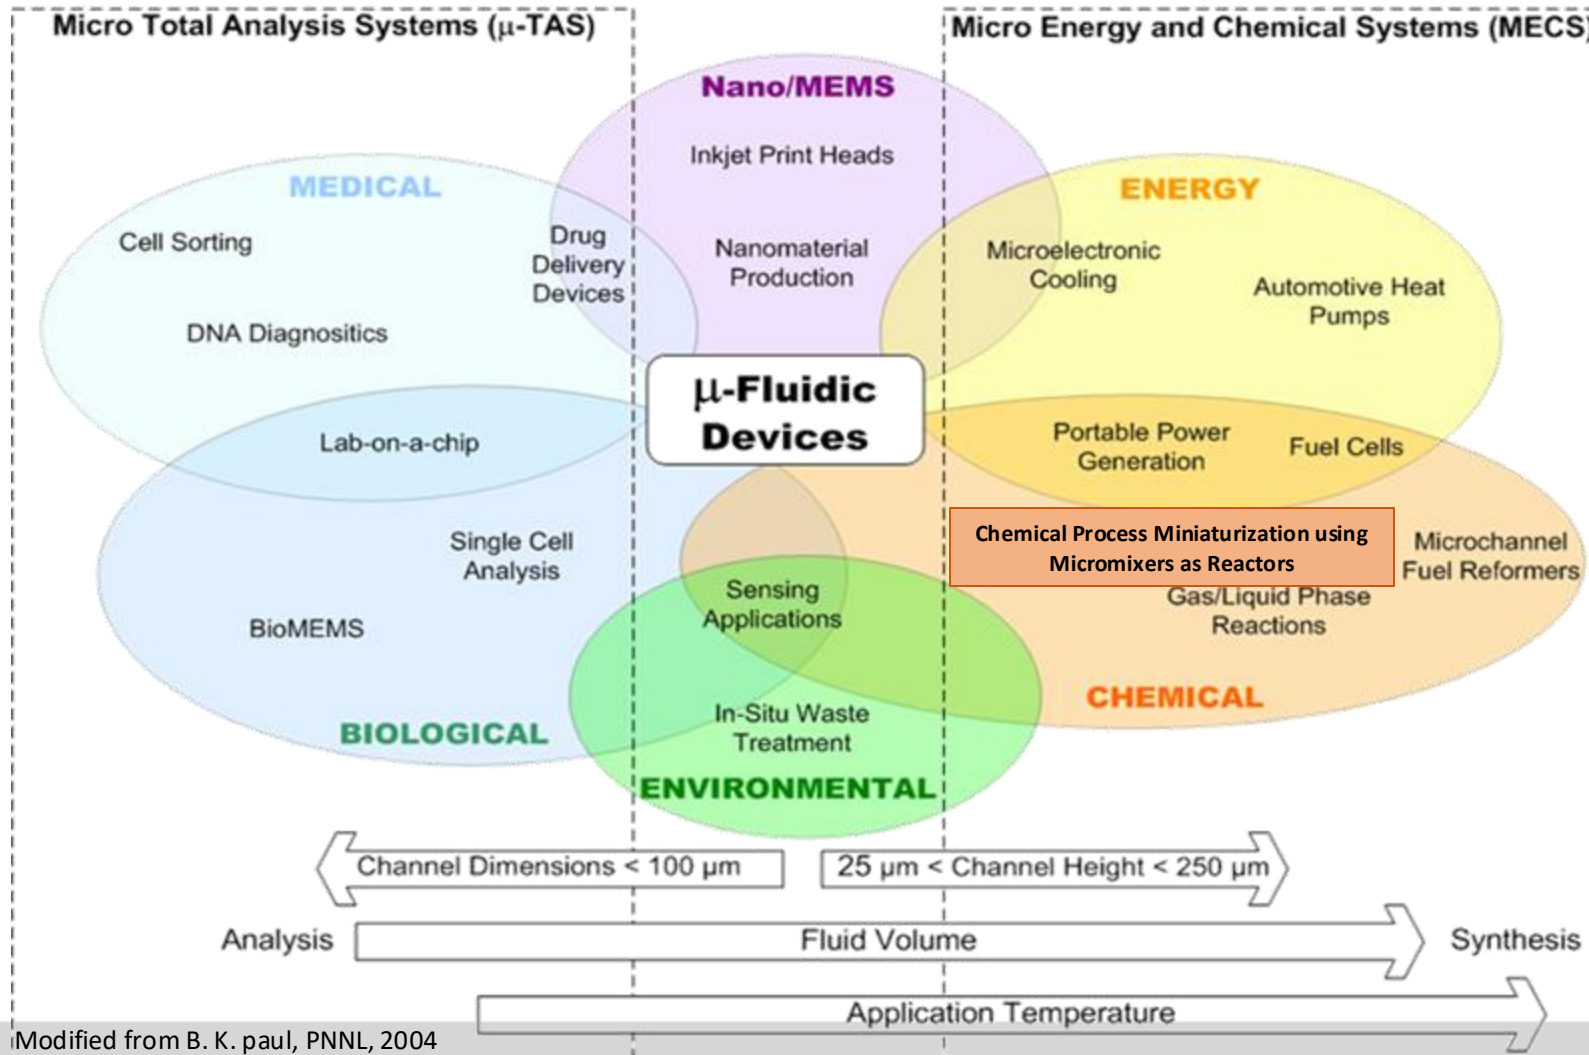 Micro Total Analysis Systems (µ-TAS)
Micro Energy and Chemical Systems (MECS)
Nano/MEMS
Inkjet Print Heads
Nanomaterial
Production
MEDICAL
Cell Sorting
Drug
Delivery
Devices
DNA Diagnositics
ENERGY
Microelectronic
Cooling
Automotive Heat
Pumps
µ-Fluidic
Devices
Lab-on-a-chip
Portable Power
Generation
Fuel Cells
Single Cell
Analysis
BioMEMS
BIOLOGICAL
Chemical Process Miniaturization using
Micromixers as Reactors
Microchannel
Fuel Reformers
Gas/Liquid Phase
Reactions
CHEMICAL
Sensing
Applications
In-Situ Waste
Treatment
ENVIRONMENTAL
Channel Dimensions < 100 µm
25 µm < Channel Height < 250 µm
Analysis
Fluid Volume
Synthesis
Application Temperature
Modified from B. K. paul, PNNL, 2004